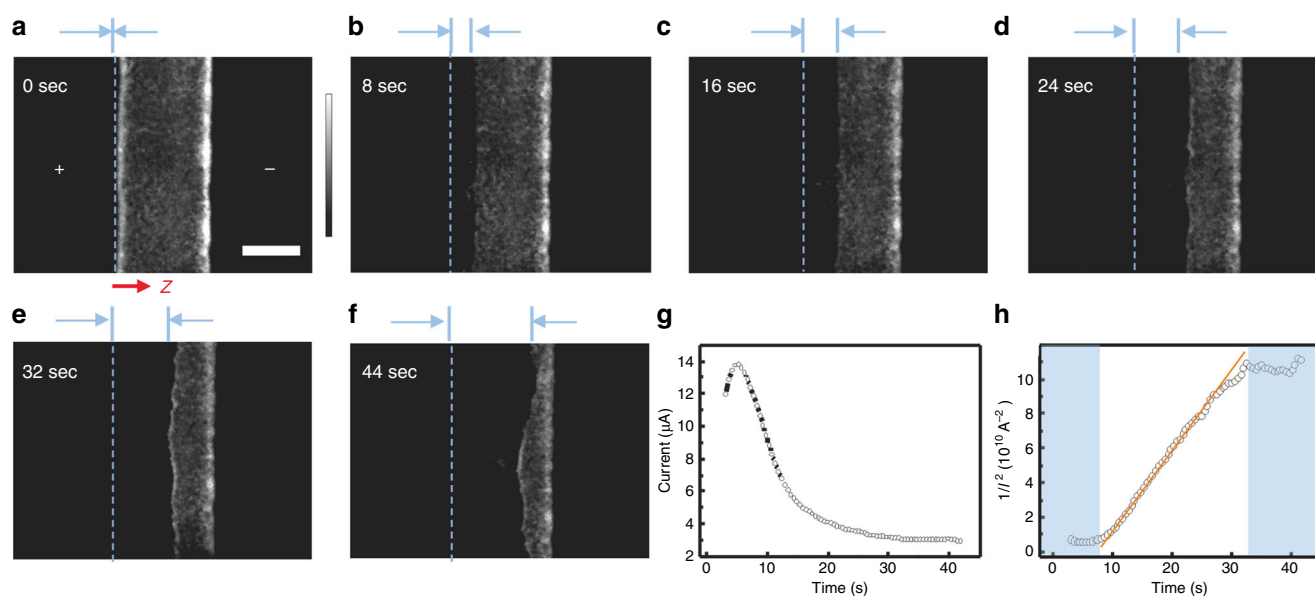 a
b
c
d
0 sec
8 sec
16 sec
24 sec
+
−
Z
e
f
g
h
32 sec
44 sec
14
12
10
8
6
4
2
Current (μA)
0
10
20
30
40
Time (s)
10
8
6
4
2
0
1/I² (10¹⁰ A⁻²)
0
10
20
30
40
Time (s)